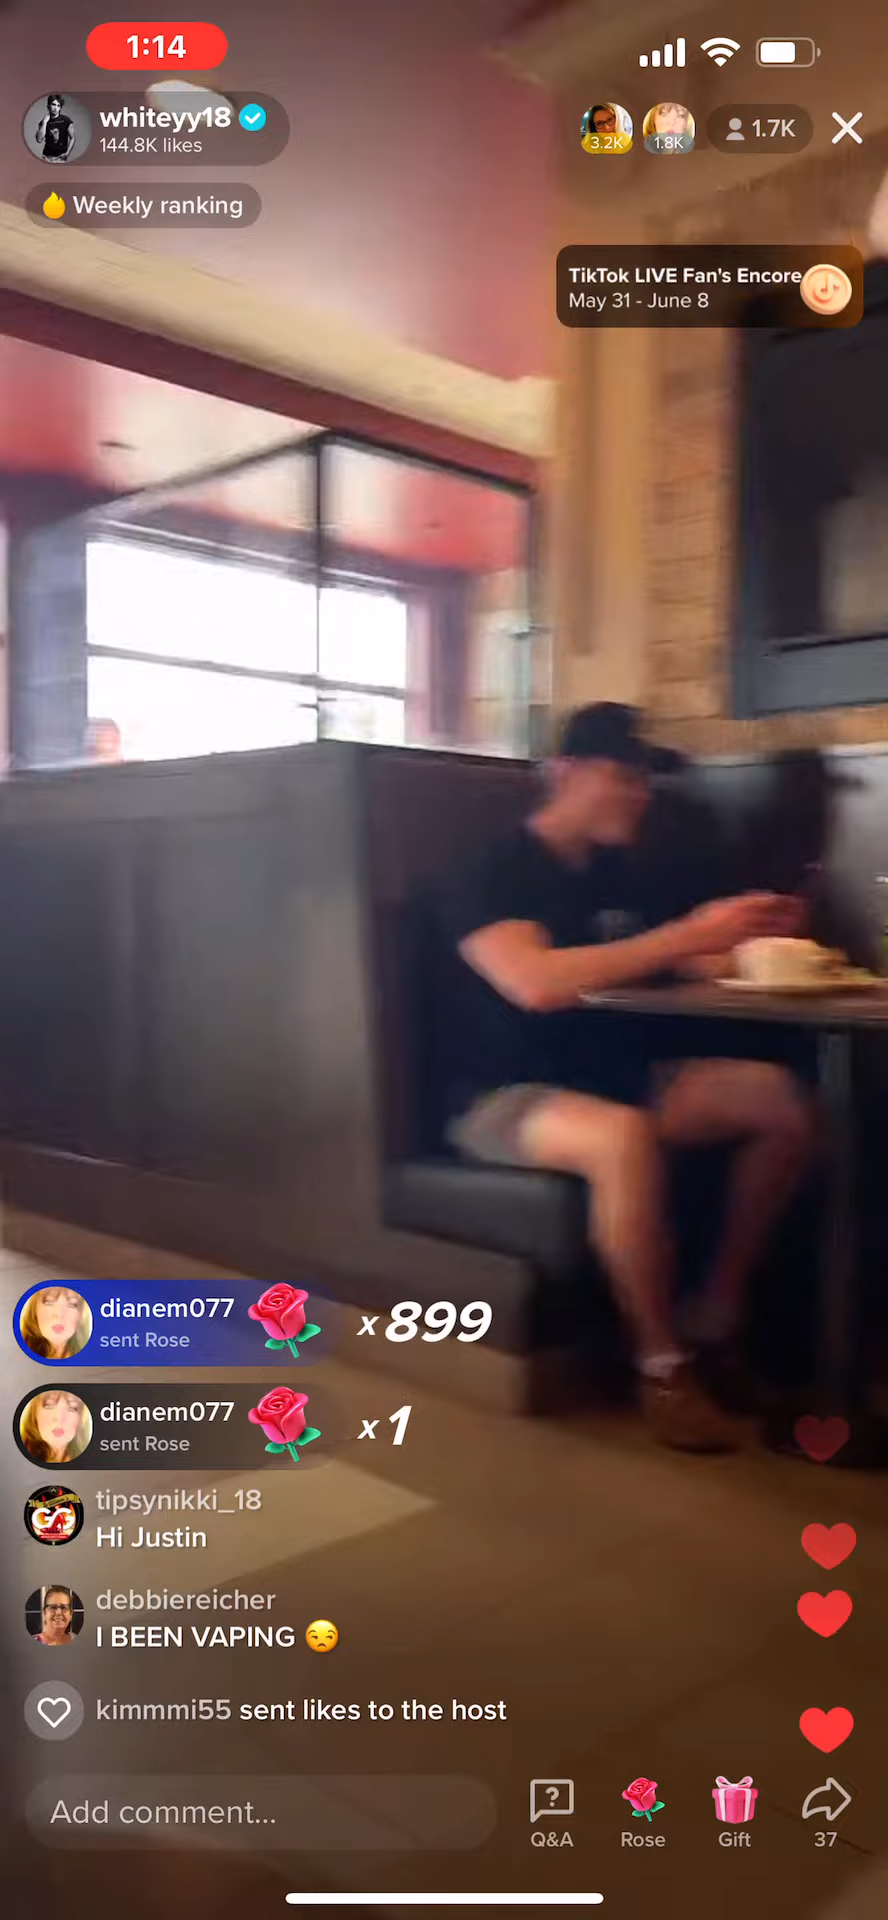 1:14
whiteyy18
144.8K likes
3.2K
1.8K
1.7K
Weekly ranking
TikTok LIVE Fan's Encore
May 31 - June 8
dianem077
sent Rose
x 899
dianem077
sent Rose
x 1
tipsynikki_18
Hi Justin
debbiereicher
I BEEN VAPING 😒
kimmmi55 sent likes to the host
Add comment...
Q&A
Rose
Gift
37